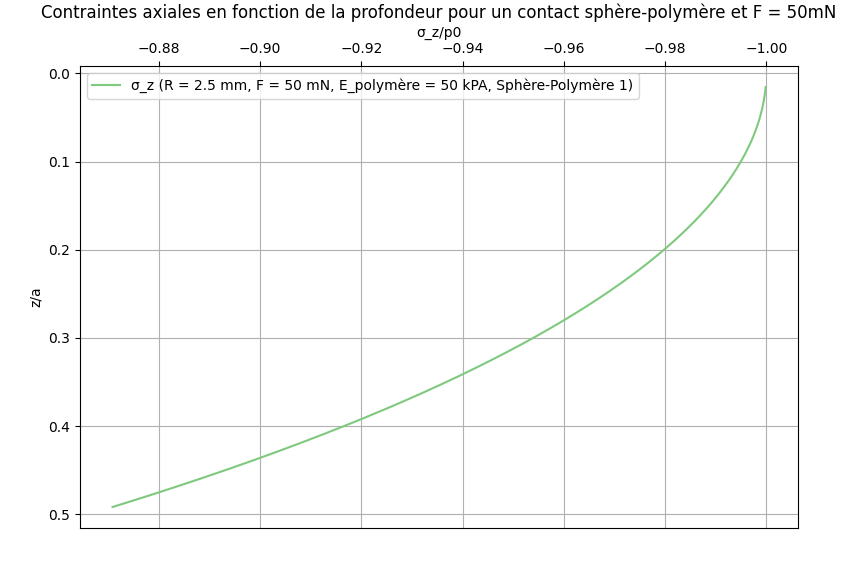 Contraintes axiales en fonction de la profondeur pour un contact sphère-polymère et F = 50mN
σ_z/p0
−0.88 −0.90 −0.92 −0.94 −0.96 −0.98 −1.00
σ_z (R = 2.5 mm, F = 50 mN, E_polymère = 50 kPA, Sphère-Polymère 1)
0.0
0.1
0.2
0.3
0.4
0.5
z/a